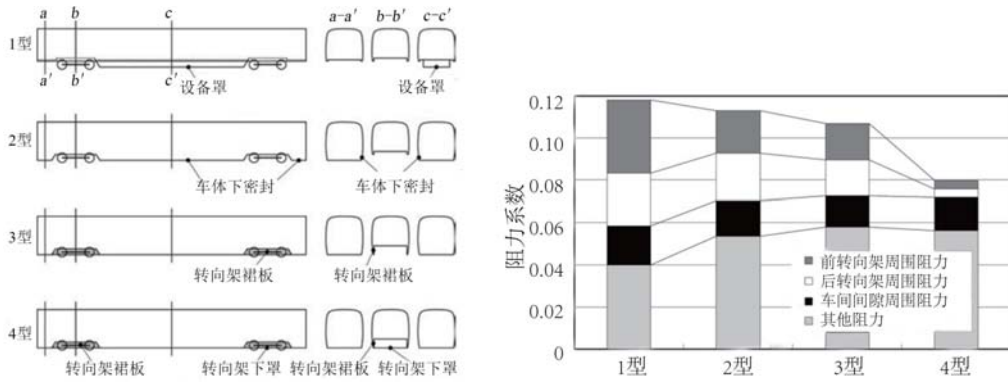 a b c a-a′ b-b′ c-c′
1型
a′ b′ c′
设备罩 设备罩
2型
车体下密封 车体下密封
3型
转向架裙板 转向架裙板
4型
转向架裙板 转向架下罩 转向架裙板 转向架下罩
阻力系数
0.12
0.10
0.08
0.06
0.04
0.02
0
前转向架周围阻力
后转向架周围阻力
车间间隙周围阻力
其他阻力
1型 2型 3型 4型